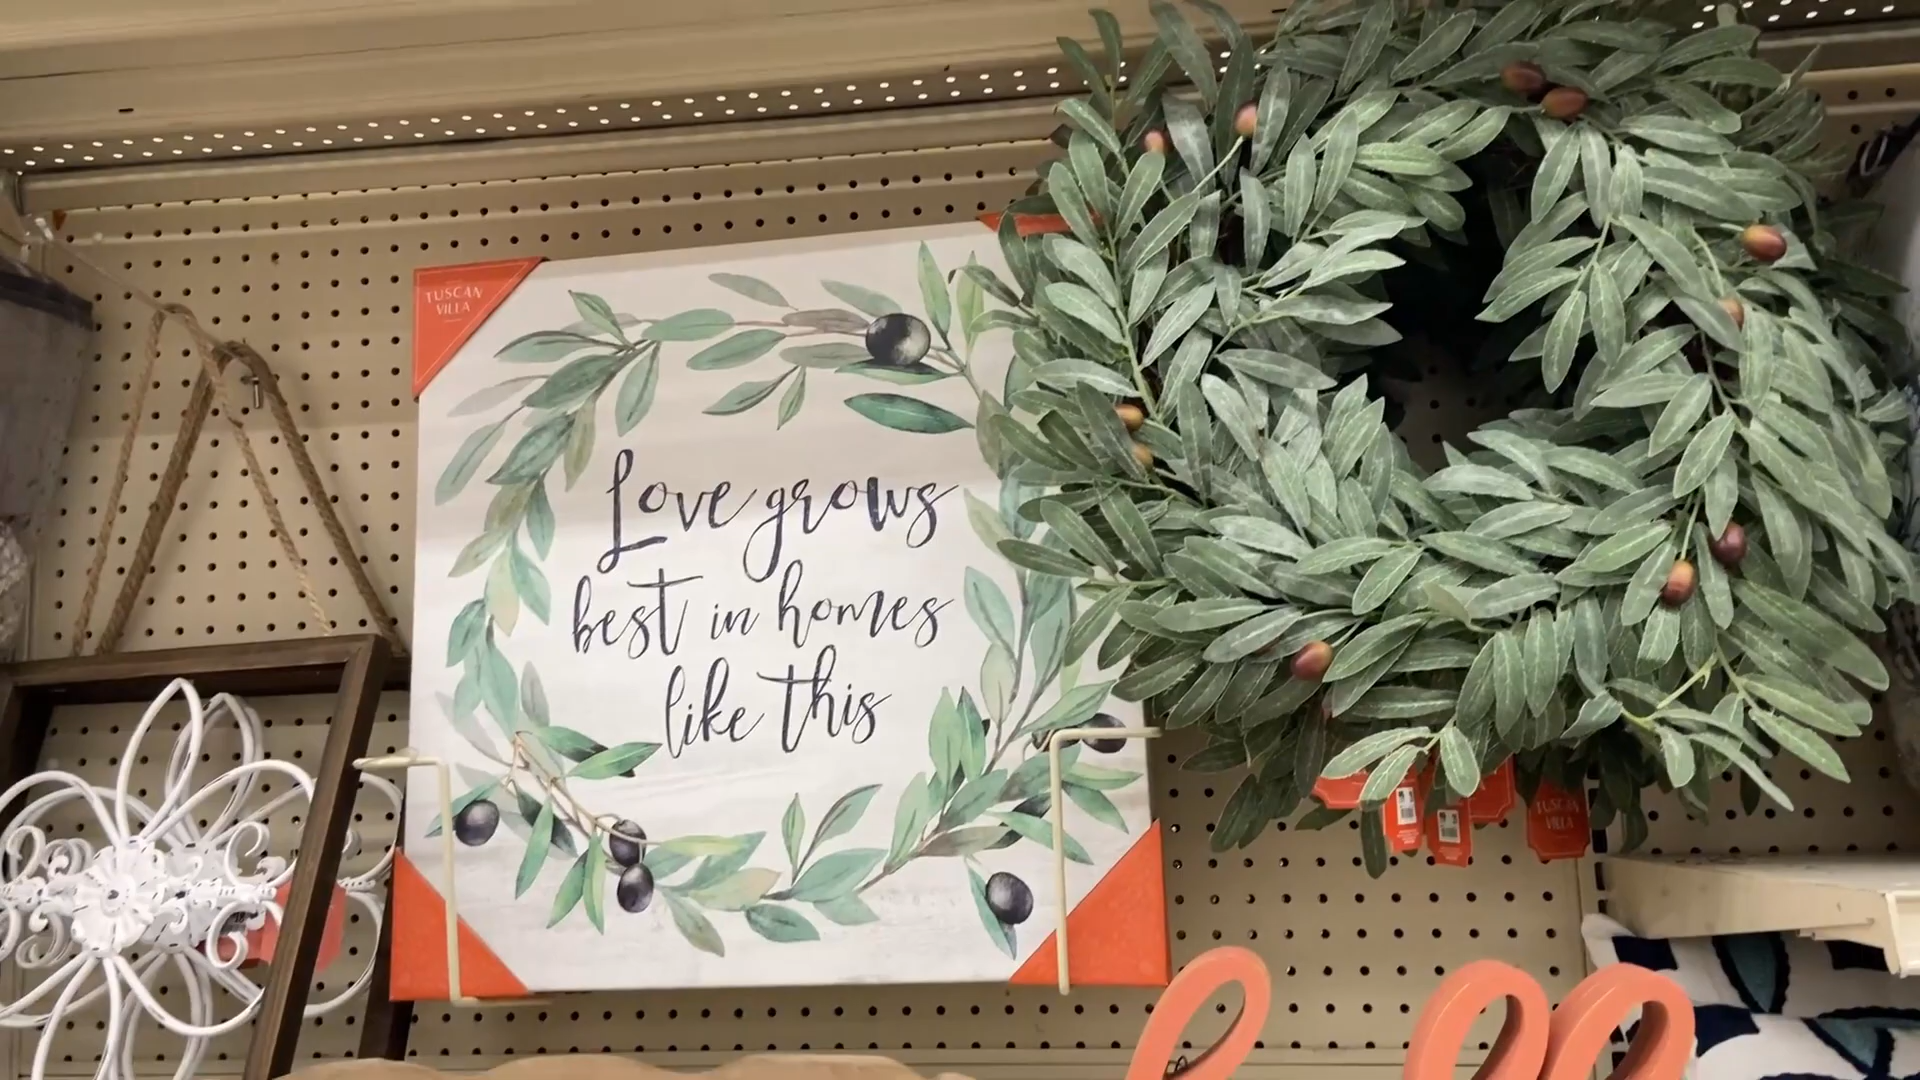 TUSCAN
VILLA
Love grows
best in homes
like this
TUSCAN
VILLA